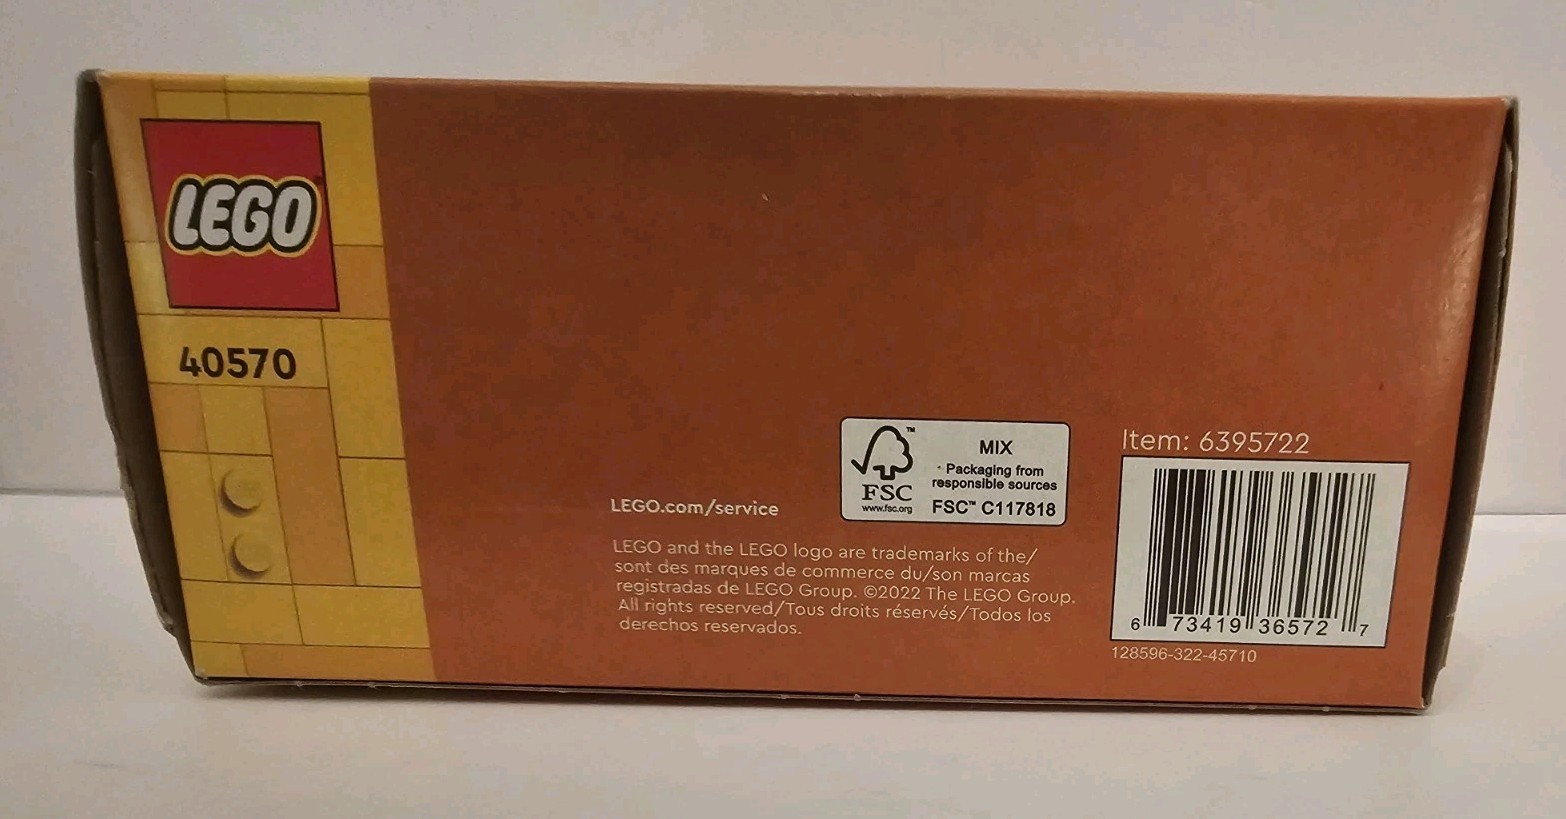 LEGO
40570
LEGO.com/service
LEGO and the LEGO logo are trademarks of the/
sont des marques de commerce du/son marcas
registradas de LEGO Group. ©2022 The LEGO Group.
All rights reserved/Tous droits réservés/Todos los
derechos reservados.
FSC™
www.fsc.org
MIX
Packaging from
responsible sources
FSC™ C117818
Item: 6395722
6 73419 36572 7
128596-322-45710